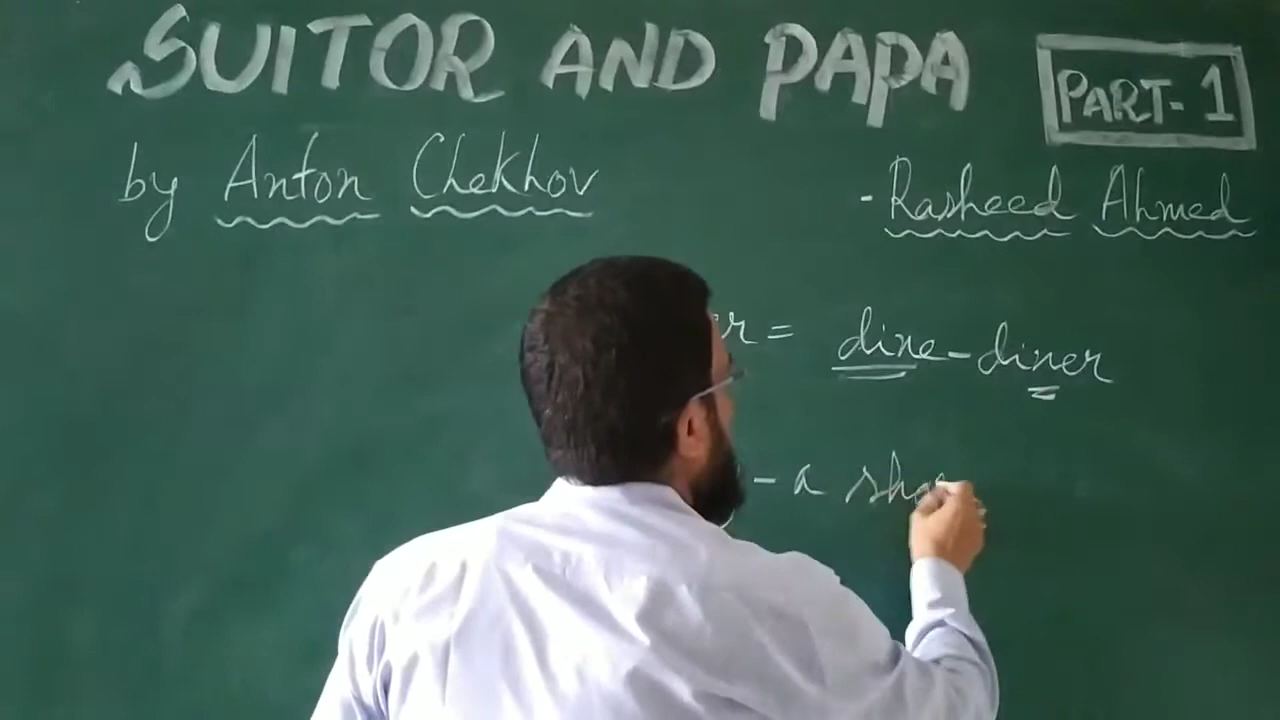 SUITOR AND PAPA
PART-1
by Anton Chekhov
- Rasheed Ahmed
= dine - diner
- a